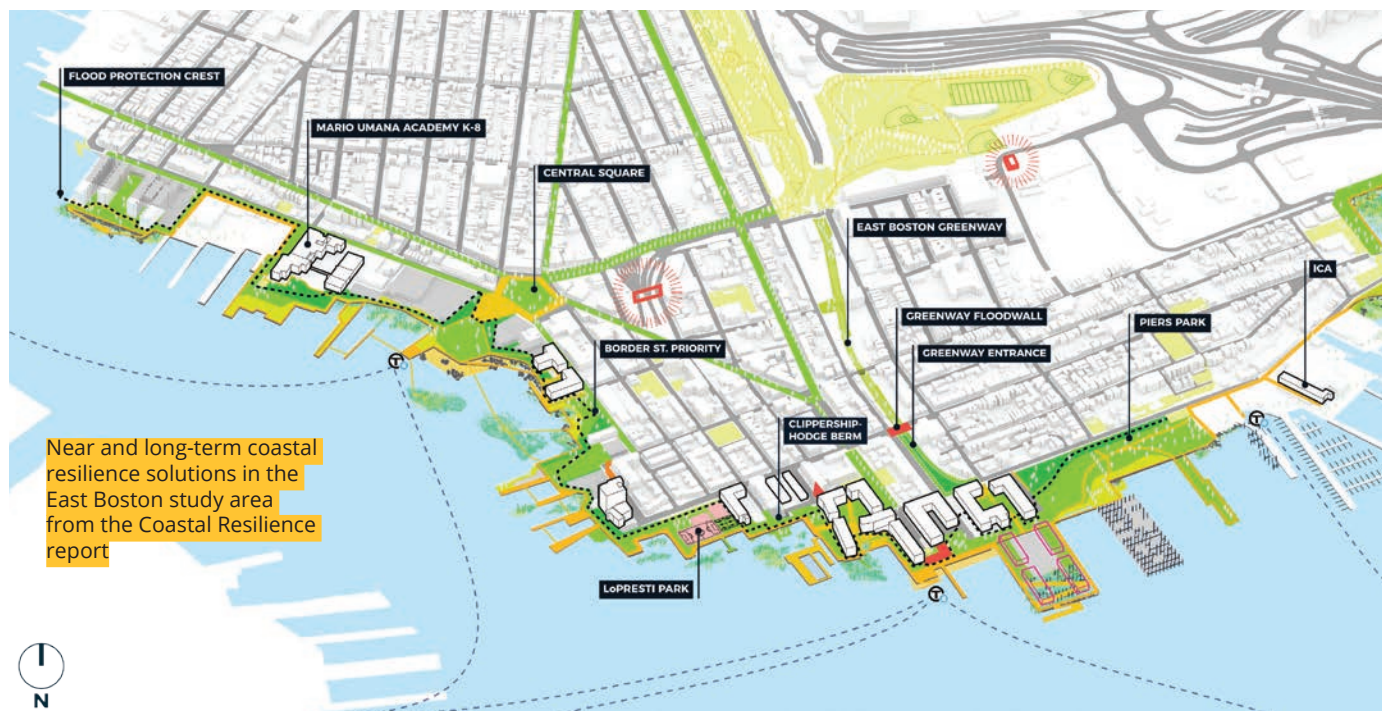 FLOOD PROTECTION CREST
MARIO UMANA ACADEMY K-8
CENTRAL SQUARE
EAST BOSTON GREENWAY
ICA
GREENWAY FLOODWALL
PIERS PARK
BORDER ST. PRIORITY
GREENWAY ENTRANCE
CLIPPERSHIP-
HODGE BERM
Near and long-term coastal
resilience solutions in the
East Boston study area
from the Coastal Resilience
report
LoPRESTI PARK
T
T
T
N